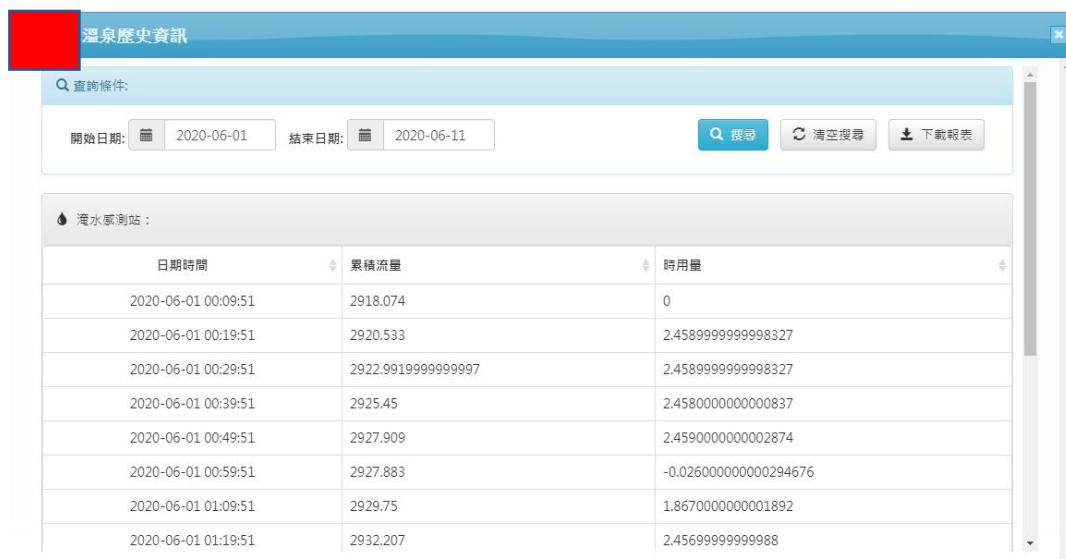 溫泉歷史資訊
查詢條件:
開始日期: 2020-06-01 結束日期: 2020-06-11 搜尋 清空搜尋 下載報表
淹水感測站：
日期時間 累積流量 時用量
2020-06-01 00:09:51 2918.074 0
2020-06-01 00:19:51 2920.533 2.4589999999998327
2020-06-01 00:29:51 2922.9919999999997 2.4589999999998327
2020-06-01 00:39:51 2925.45 2.4580000000000837
2020-06-01 00:49:51 2927.909 2.4590000000002874
2020-06-01 00:59:51 2927.883 -0.026000000000294676
2020-06-01 01:09:51 2929.75 1.8670000000001892
2020-06-01 01:19:51 2932.207 2.45699999999988